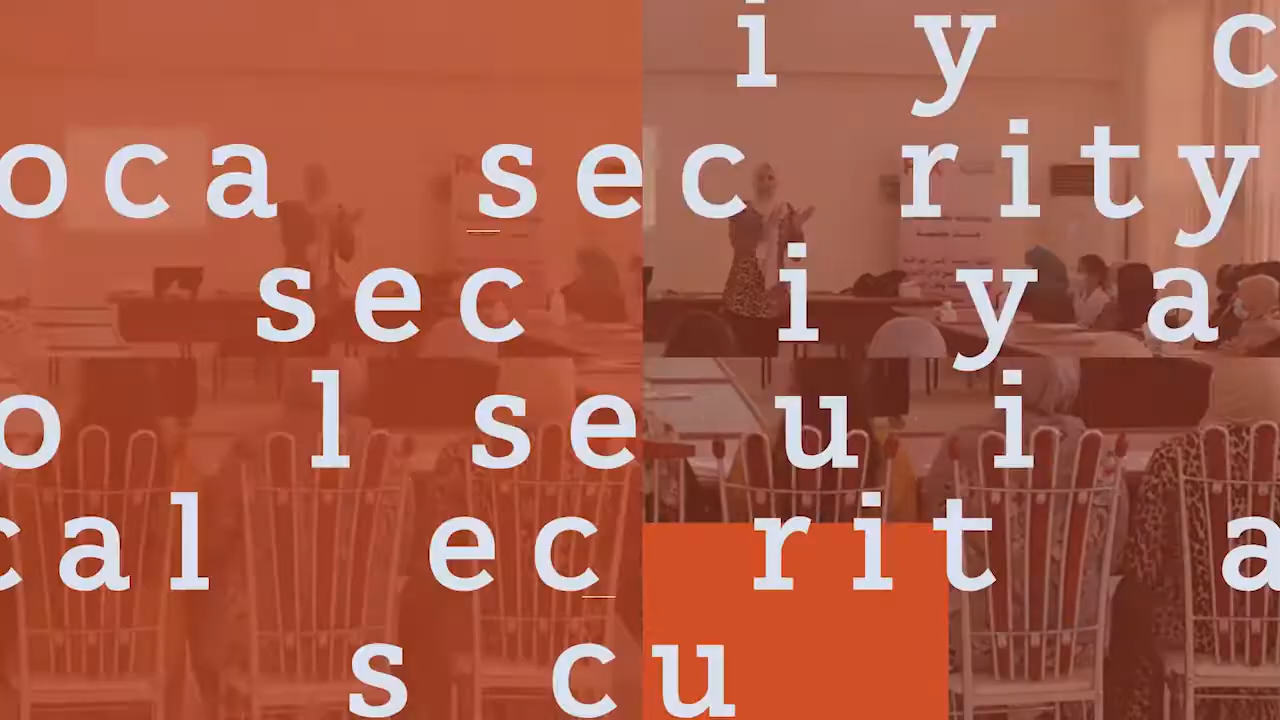 i y c
oca sec rity
sec i y a
o l se u i
cal ec rit a
s cu